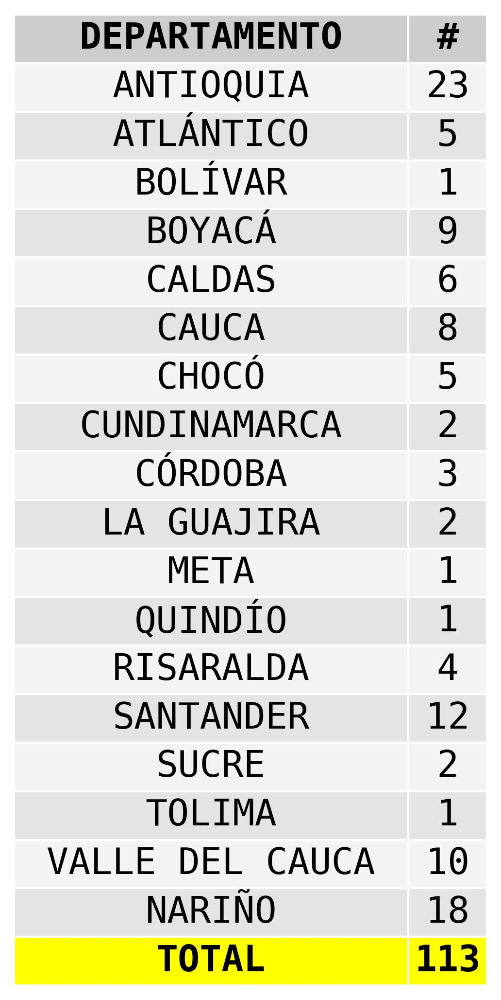 DEPARTAMENTO #
ANTIOQUIA 23
ATLÁNTICO 5
BOLÍVAR 1
BOYACÁ 9
CALDAS 6
CAUCA 8
CHOCÓ 5
CUNDINAMARCA 2
CÓRDOBA 3
LA GUAJIRA 2
META 1
QUINDÍO 1
RISARALDA 4
SANTANDER 12
SUCRE 2
TOLIMA 1
VALLE DEL CAUCA 10
NARIÑO 18
TOTAL 113